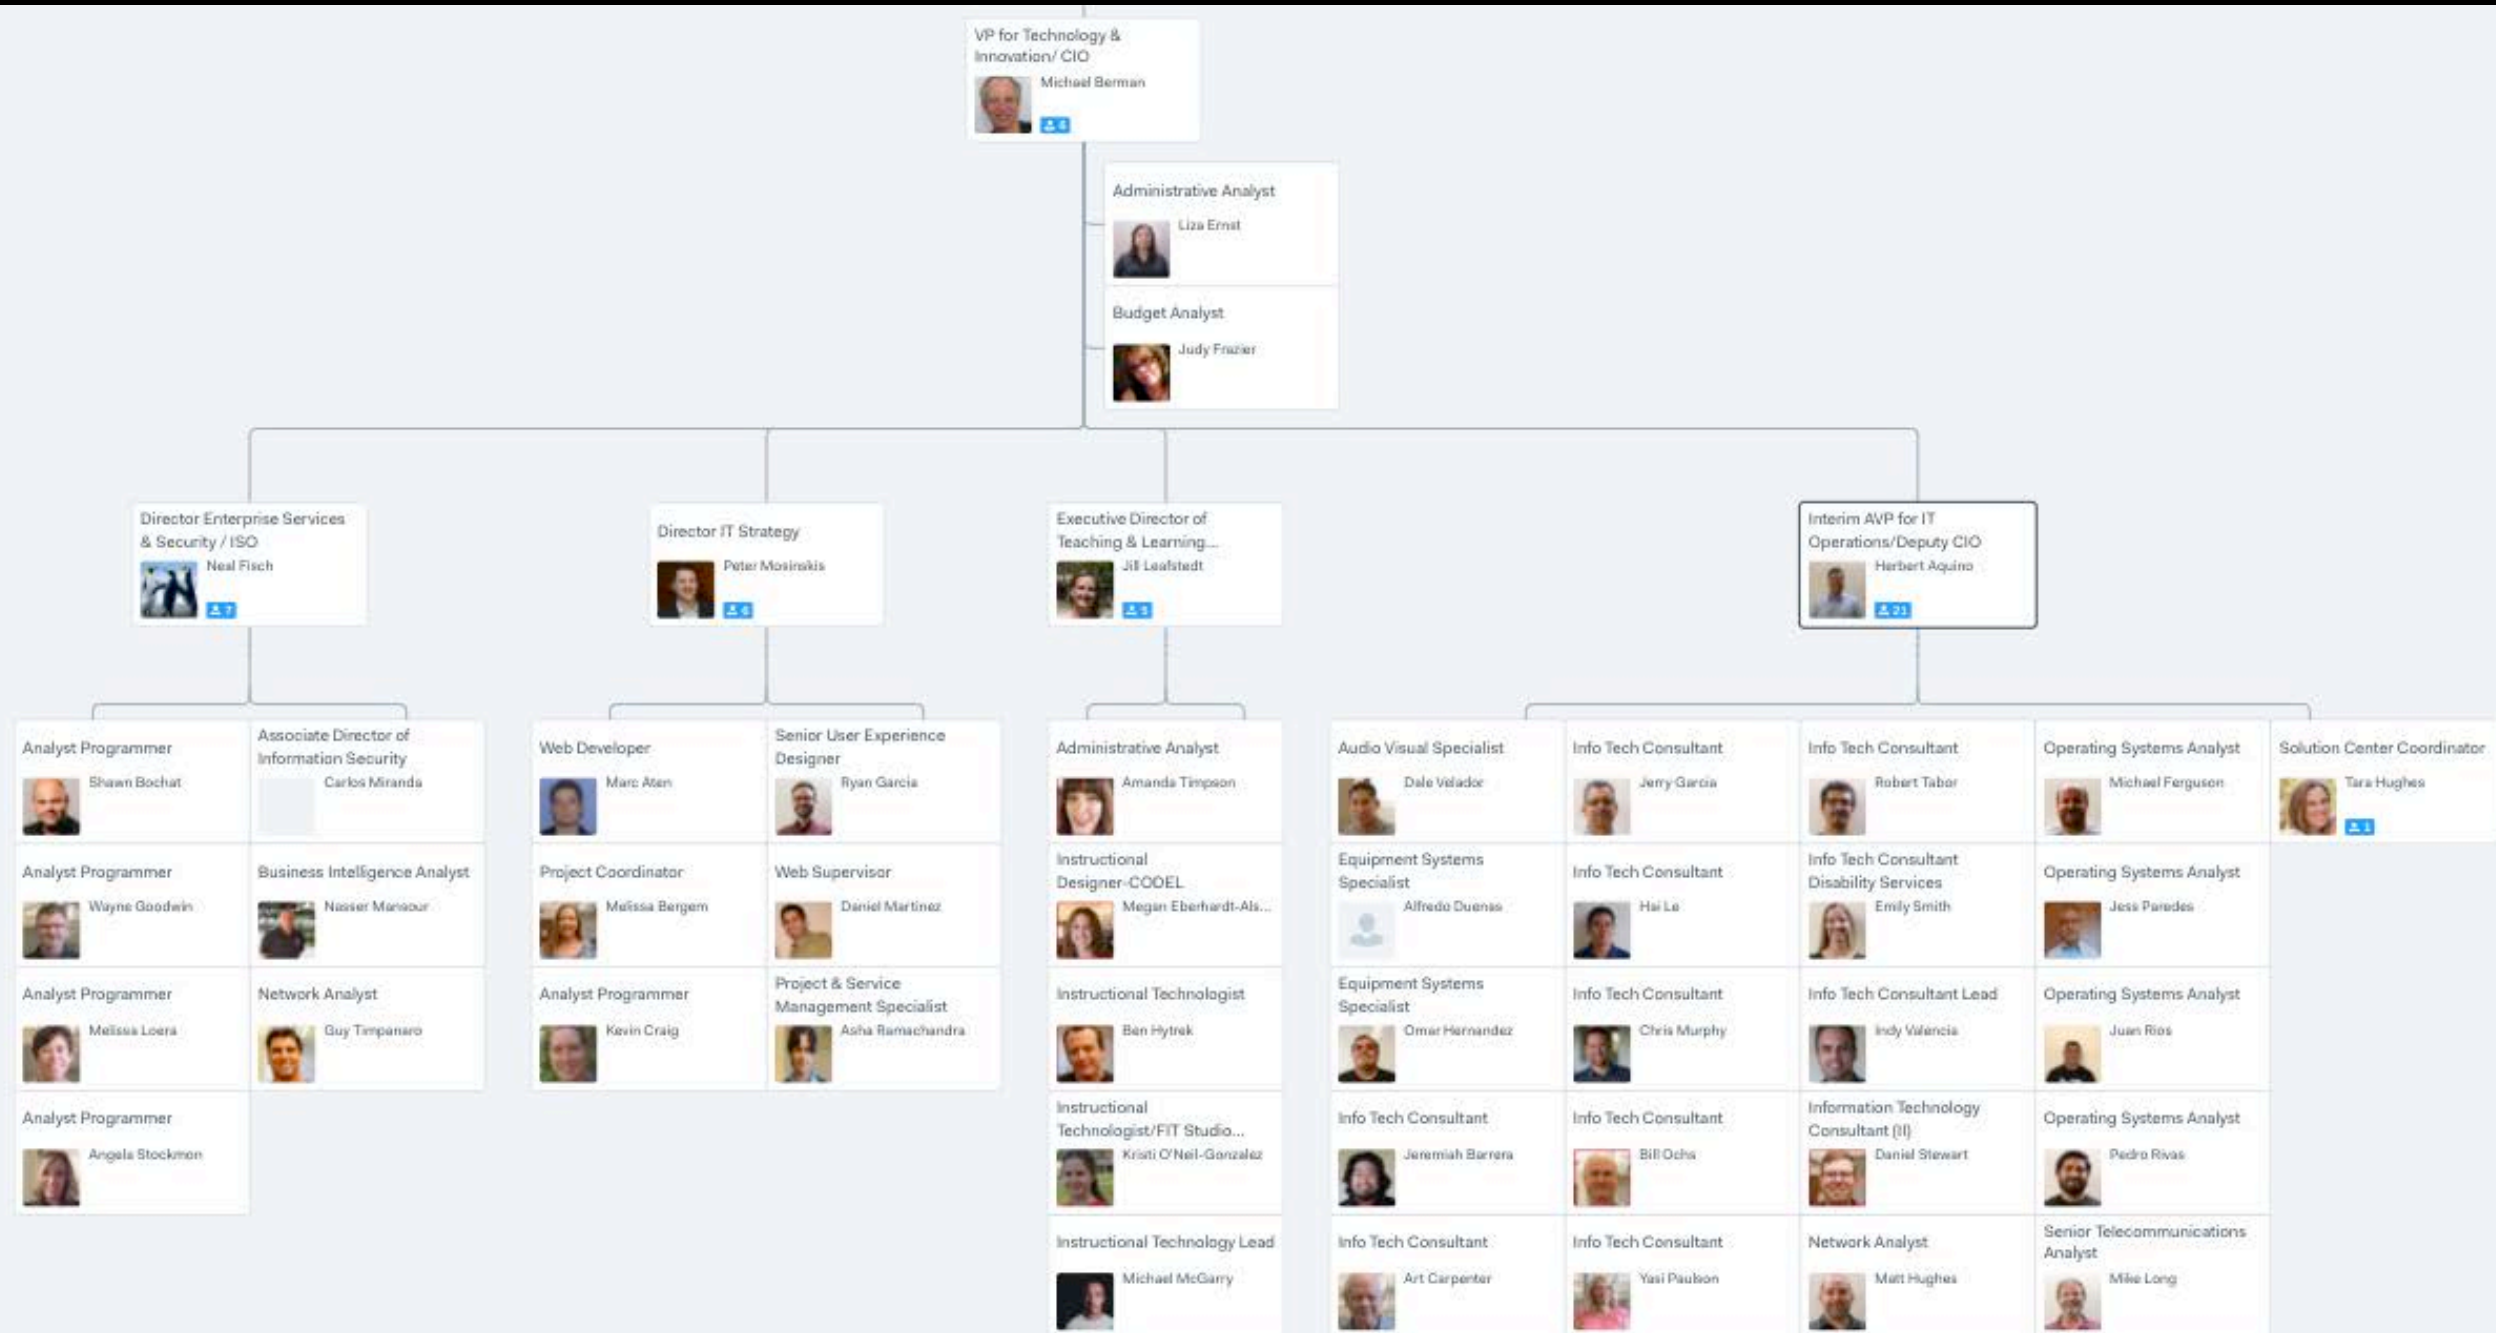 VP for Technology &
Innovation/ CIO
Michael Berman
6
Administrative Analyst
Liza Ernst
Budget Analyst
Judy Frazier
Director Enterprise Services
& Security / ISO
Neal Fisch
7
Director IT Strategy
Peter Mosinskis
6
Executive Director of
Teaching & Learning...
Jill Leafstedt
5
Interim AVP for IT
Operations/Deputy CIO
Herbert Aquino
21
Analyst Programmer
Shawn Bochat
Associate Director of
Information Security
Carlos Miranda
Analyst Programmer
Wayne Goodwin
Business Intelligence Analyst
Nasser Mansour
Analyst Programmer
Melissa Loera
Network Analyst
Guy Timpanaro
Analyst Programmer
Angela Stockmon
Web Developer
Marc Aten
Senior User Experience
Designer
Ryan Garcia
Project Coordinator
Melissa Bergem
Web Supervisor
Daniel Martinez
Analyst Programmer
Kevin Craig
Project & Service
Management Specialist
Asha Ramachandra
Administrative Analyst
Amanda Timpson
Instructional
Designer-CODEL
Megan Eberhardt-Als...
Instructional Technologist
Ben Hytrek
Instructional
Technologist/FIT Studio...
Kristi O'Neil-Gonzalez
Instructional Technology Lead
Michael McGarry
Audio Visual Specialist
Dale Velador
Info Tech Consultant
Jerry Garcia
Info Tech Consultant
Robert Tabor
Operating Systems Analyst
Michael Ferguson
Solution Center Coordinator
Tara Hughes
1
Equipment Systems
Specialist
Alfredo Duenas
Info Tech Consultant
Hai Le
Info Tech Consultant
Disability Services
Emily Smith
Operating Systems Analyst
Jess Paredes
Equipment Systems
Specialist
Omar Hernandez
Info Tech Consultant
Chris Murphy
Info Tech Consultant Lead
Indy Valencia
Operating Systems Analyst
Juan Rios
Info Tech Consultant
Jeremiah Barrera
Info Tech Consultant
Bill Ochs
Information Technology
Consultant (II)
Daniel Stewart
Operating Systems Analyst
Pedro Rivas
Info Tech Consultant
Art Carpenter
Info Tech Consultant
Yasi Paulson
Network Analyst
Matt Hughes
Senior Telecommunications
Analyst
Mike Long